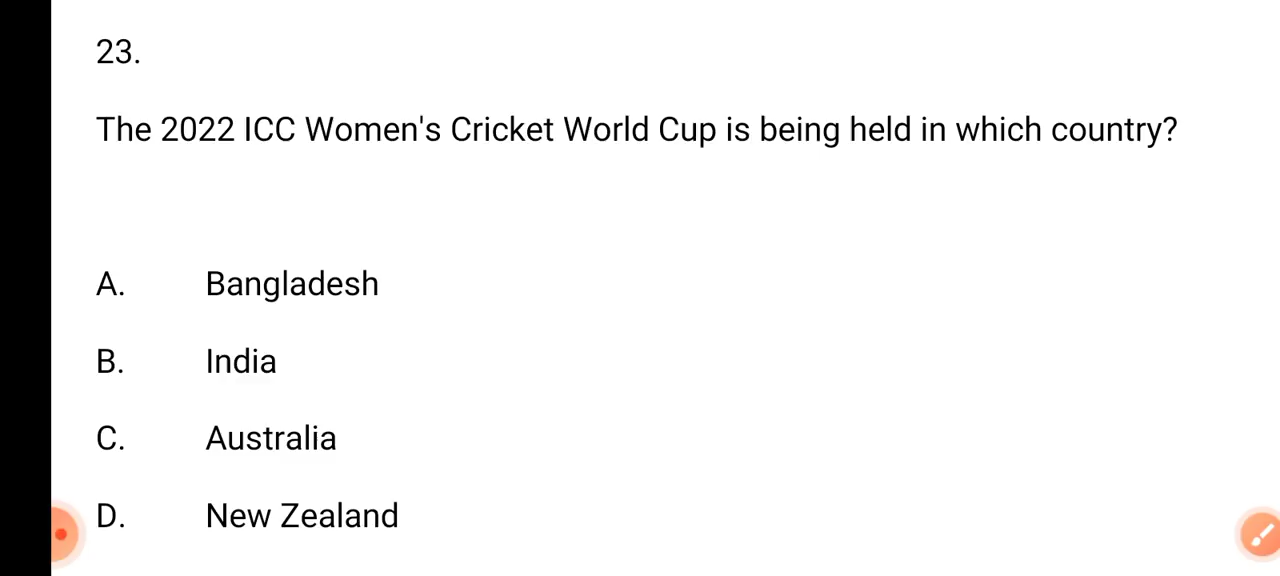 23.
The 2022 ICC Women's Cricket World Cup is being held in which country?
A. Bangladesh
B. India
C. Australia
D. New Zealand